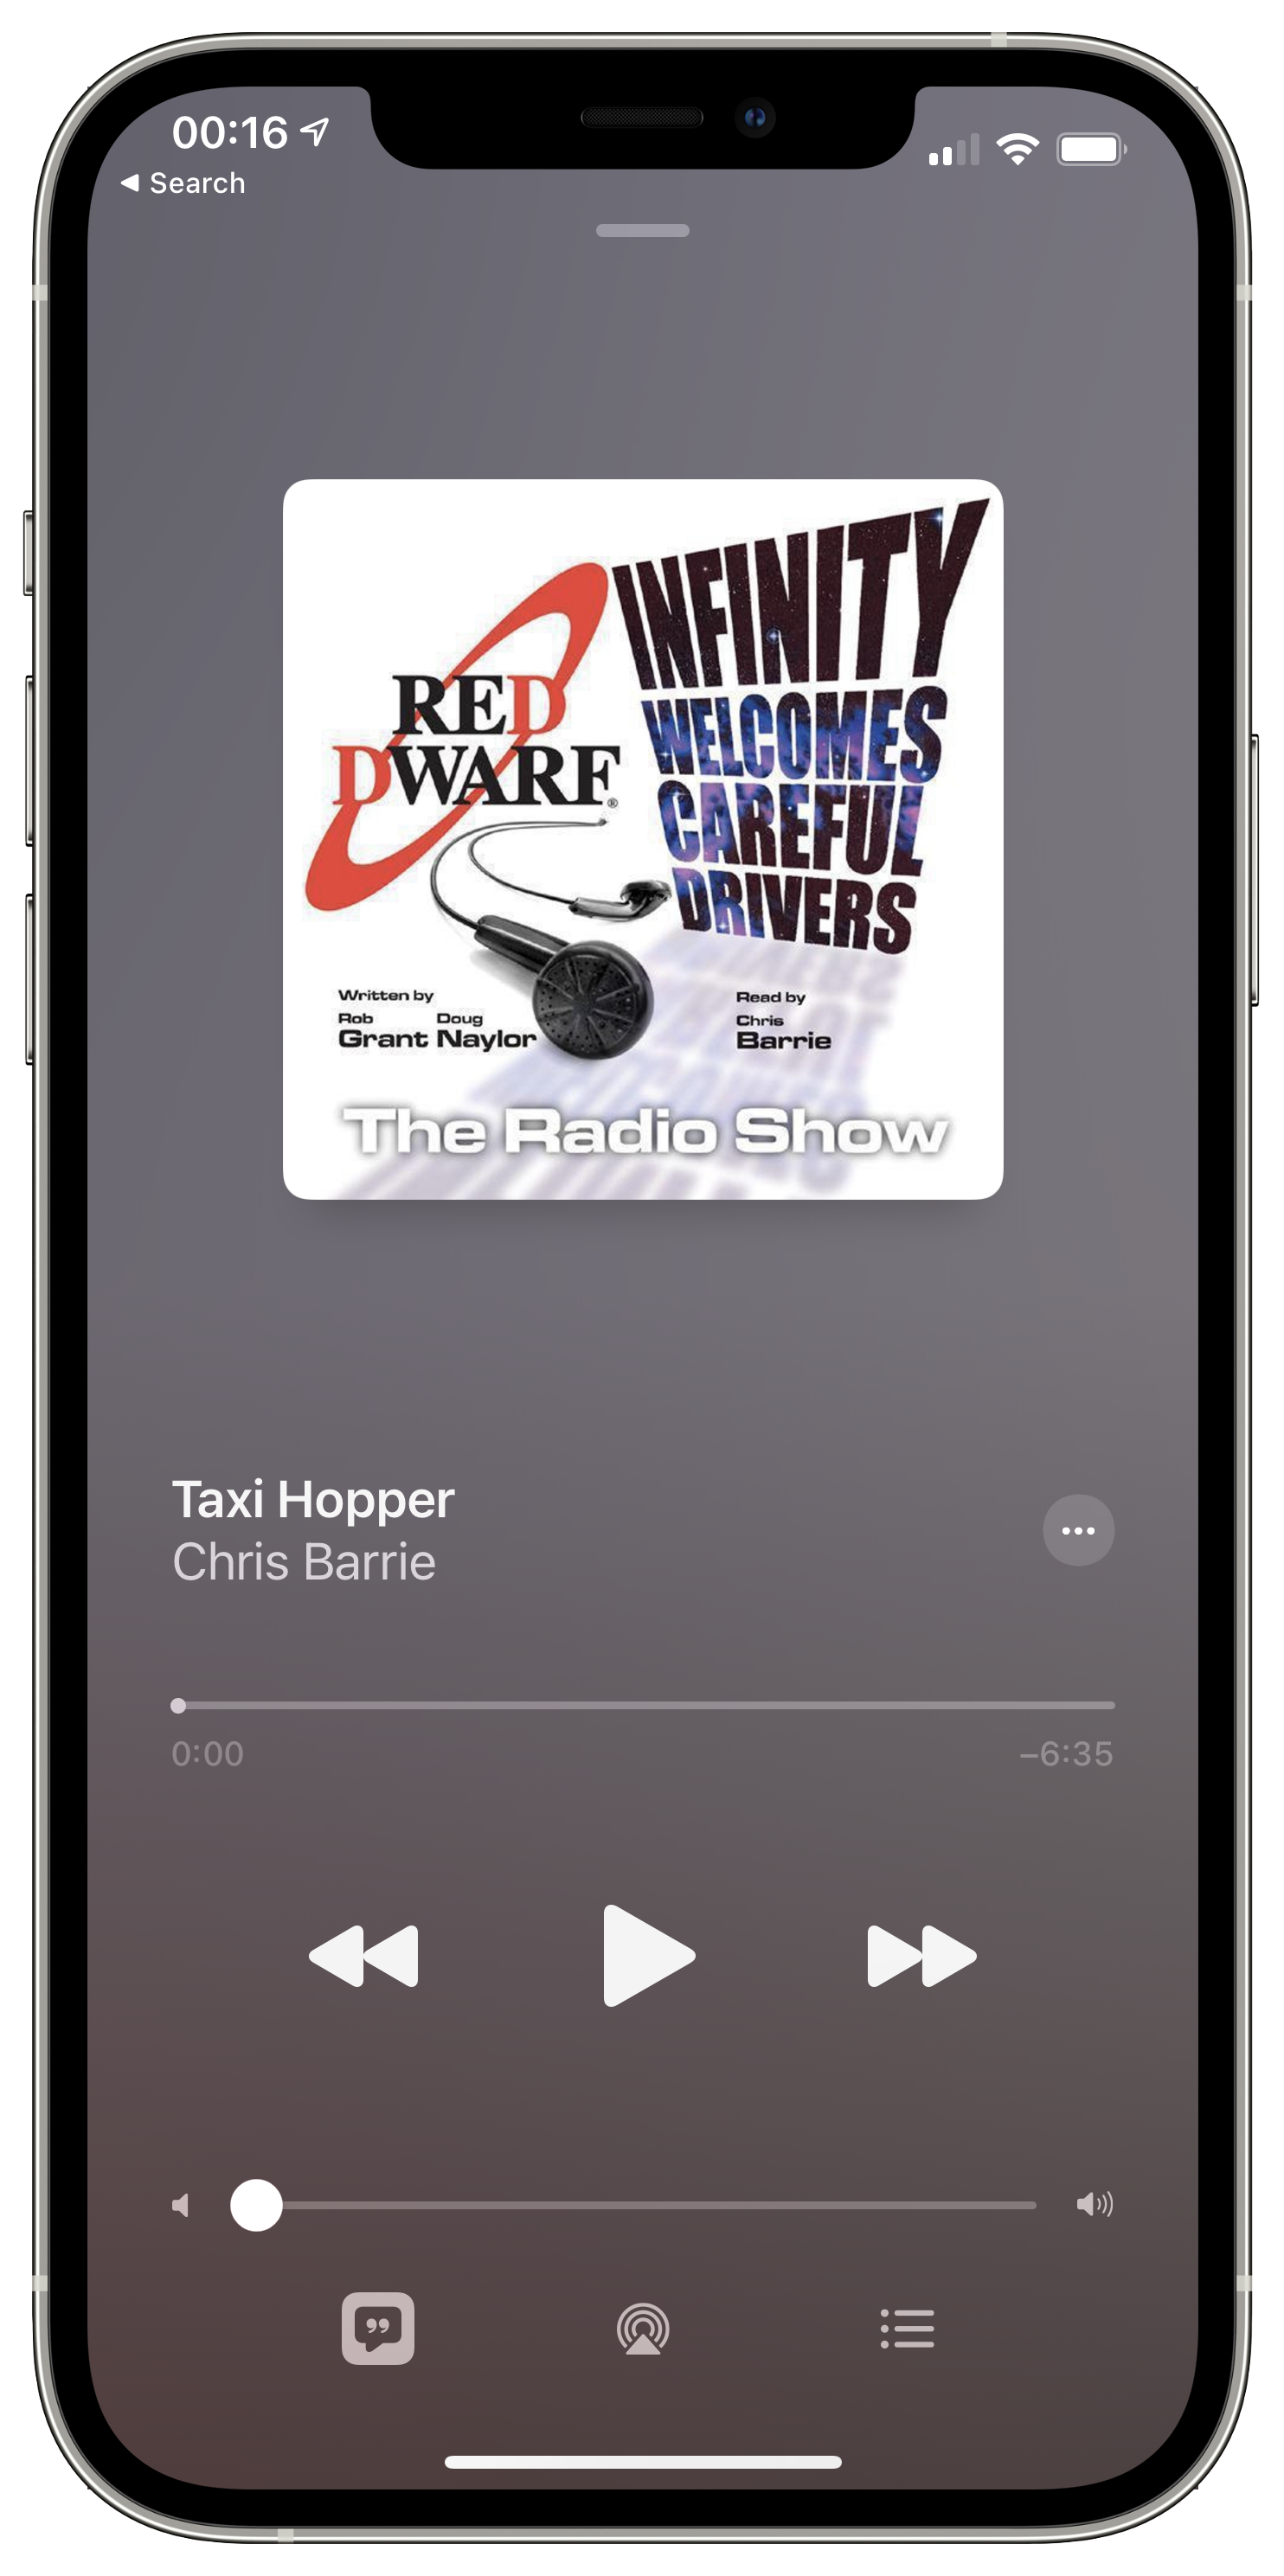 00:16
Search
INFINITY
WELCOMES
CAREFUL
DRIVERS
RED
DWARF®
Written by
Rob Doug
Grant Naylor
Read by
Chris
Barrie
The Radio Show
Taxi Hopper
Chris Barrie
0:00
–6:35